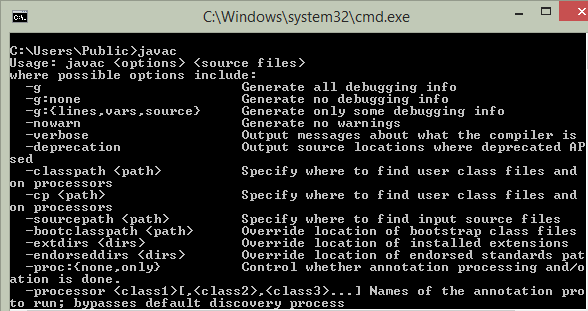 C:\Windows\system32\cmd.exe
C:\Users\Public>javac
Usage: javac <options> <source files>
where possible options include:
-g Generate all debugging info
-g:none Generate no debugging info
-g:{lines,vars,source} Generate only some debugging info
-nowarn Generate no warnings
-verbose Output messages about what the compiler is
-deprecation Output source locations where deprecated AP
sed
-classpath <path> Specify where to find user class files and
on processors
-cp <path> Specify where to find user class files and
on processors
-sourcepath <path> Specify where to find input source files
-bootclasspath <path> Override location of bootstrap class files
-extdirs <dirs> Override location of installed extensions
-endorseddirs <dirs> Override location of endorsed standards pat
-proc:{none,only} Control whether annotation processing and/o
ation is done.
-processor <class1>[,<class2>,<class3>...] Names of the annotation pro
to run; bypasses default discovery process